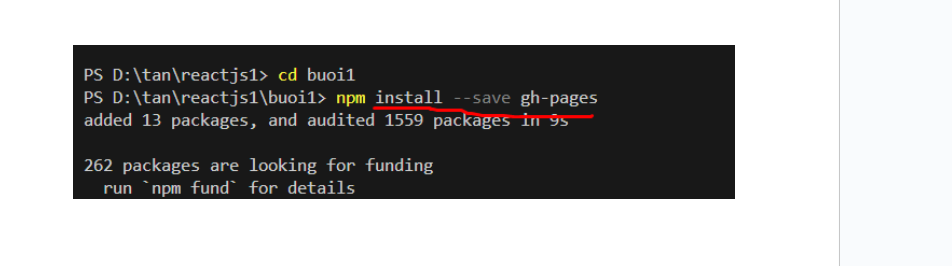 PS D:\tan\reactjs1> cd buoi1
PS D:\tan\reactjs1\buoi1> npm install --save gh-pages
added 13 packages, and audited 1559 packages in 9s
262 packages are looking for funding
run `npm fund` for details